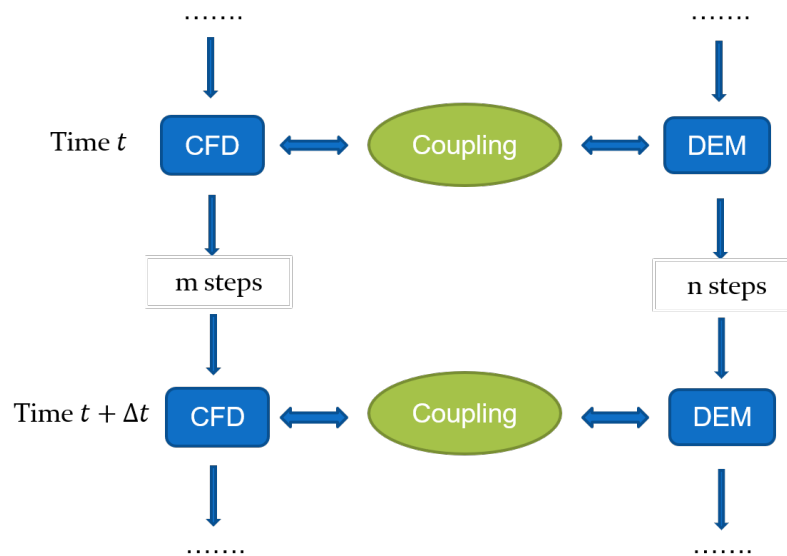 ....... .......
Time t CFD Coupling DEM
m steps n steps
Time t + Δt CFD Coupling DEM
....... .......